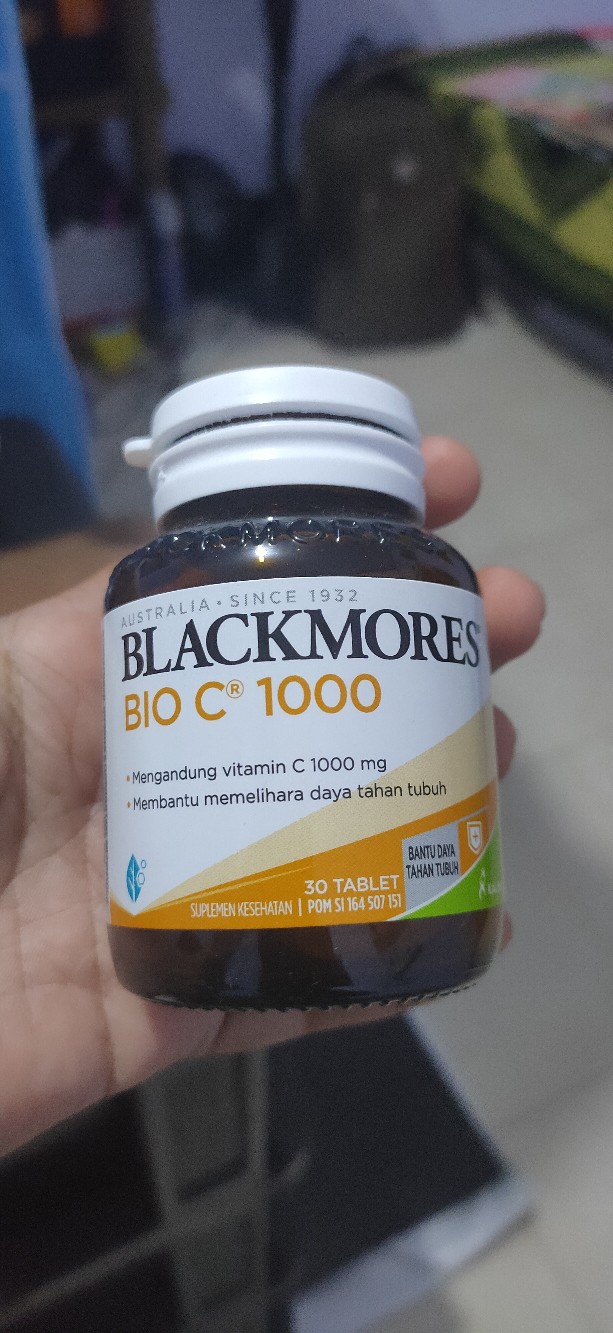 AUSTRALIA • SINCE 1932
BLACKMORES®
BIO C® 1000
• Mengandung vitamin C 1000 mg
• Membantu memelihara daya tahan tubuh
BANTU DAYA
TAHAN TUBUH
30 TABLET
SUPLEMEN KESEHATAN | POM SI 164 507 151